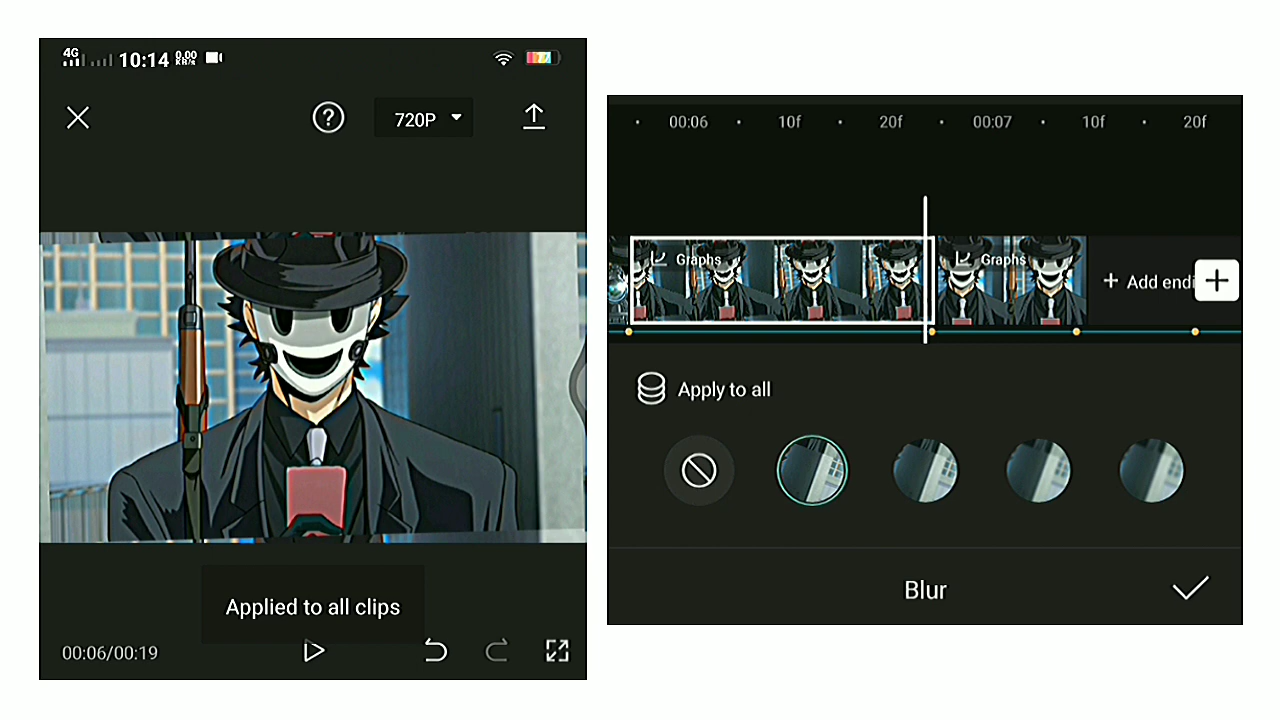 4G 10:14 0.00 KB/s
720P
Applied to all clips
00:06/00:19
00:06 10f 20f 00:07 10f 20f
Graphs Graphs
+ Add endi
Apply to all
Blur